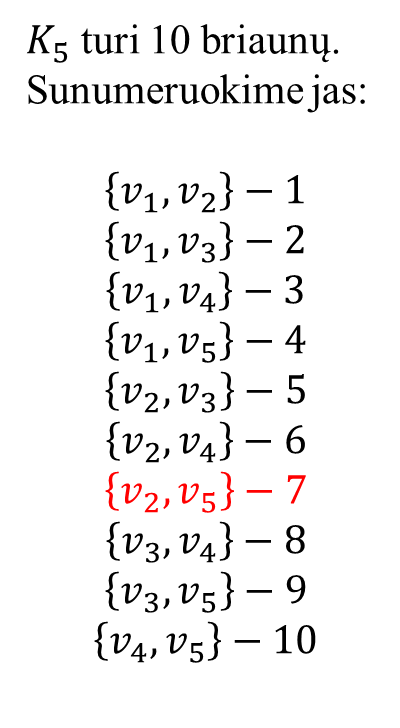 K₅ turi 10 briaunų.
Sunumeruokime jas:
{v₁, v₂} − 1
{v₁, v₃} − 2
{v₁, v₄} − 3
{v₁, v₅} − 4
{v₂, v₃} − 5
{v₂, v₄} − 6
{v₂, v₅} − 7
{v₃, v₄} − 8
{v₃, v₅} − 9
{v₄, v₅} − 10